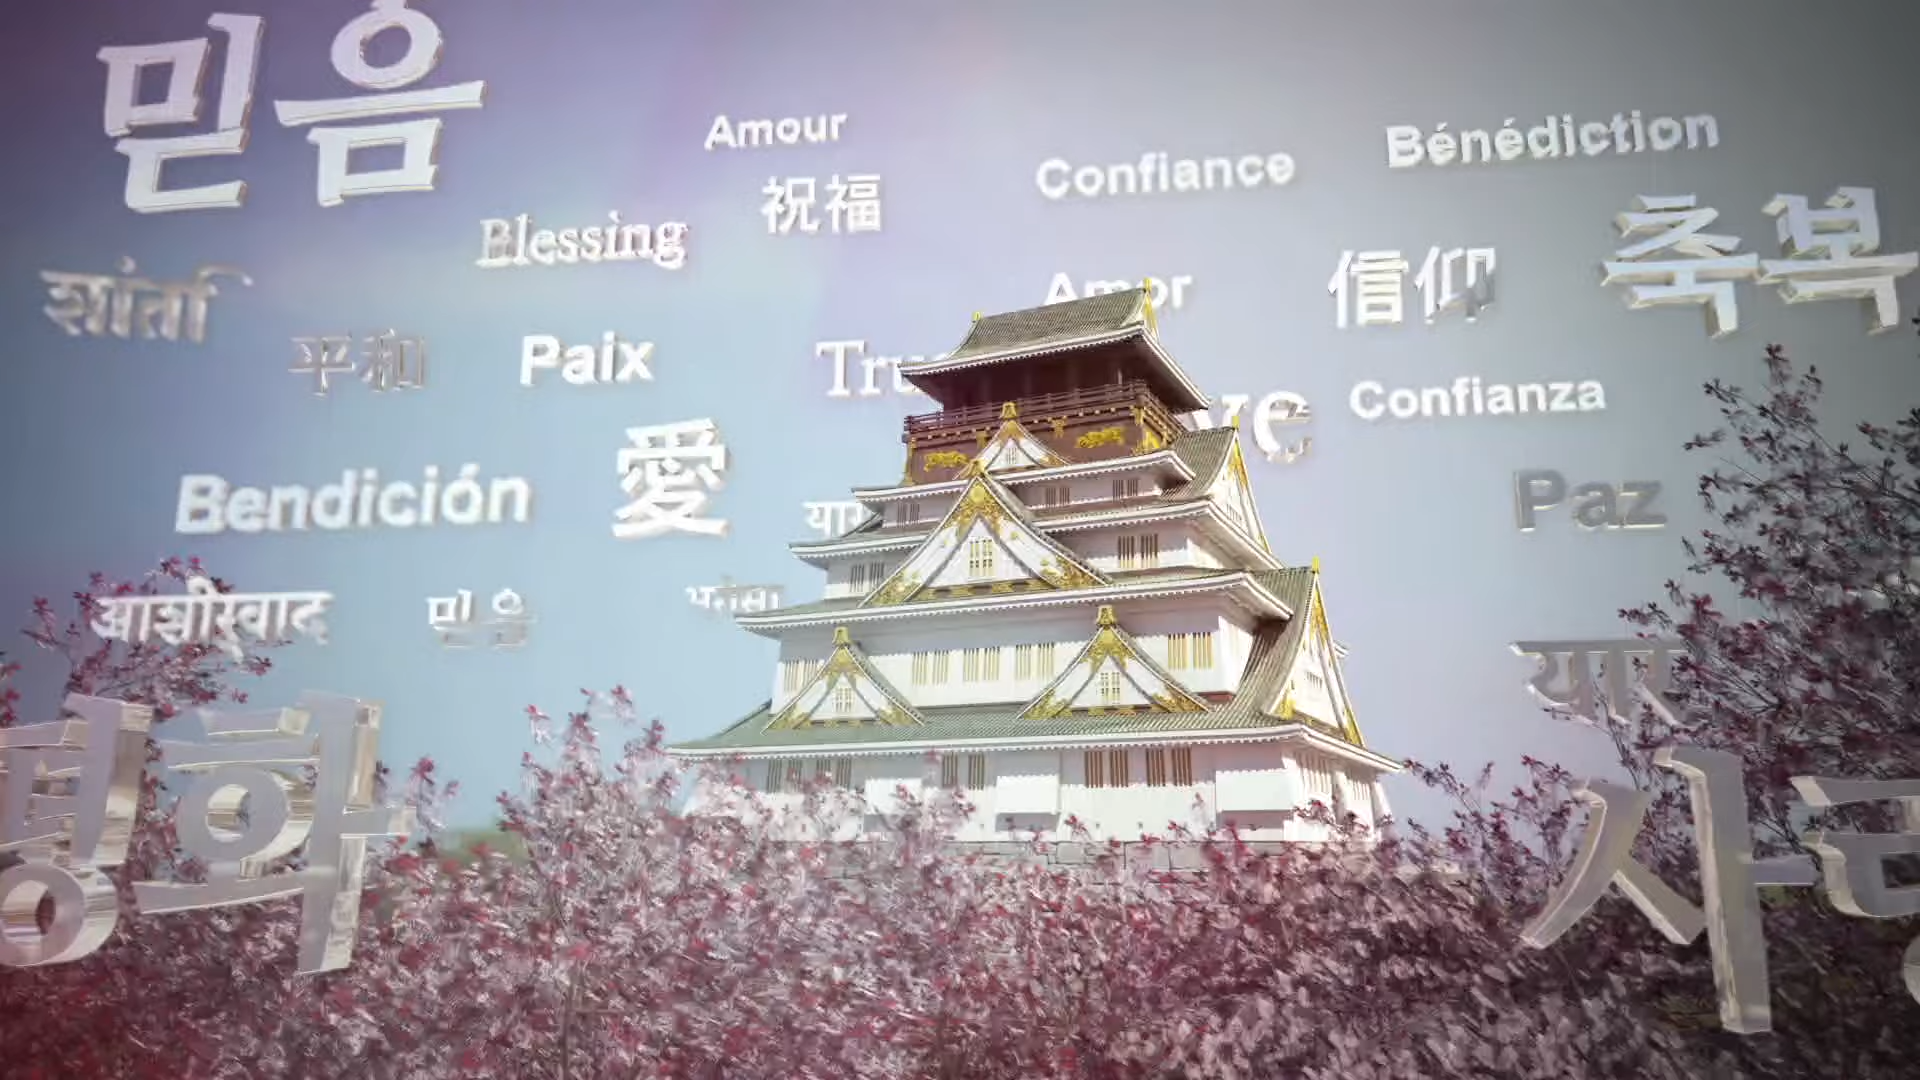 믿음
Amour
Bénédiction
Confiance
祝福
Blessing
축복
信仰
Amor
शांति
平和
Paix
Confianza
愛
Bendición
Paz
믿음
평화